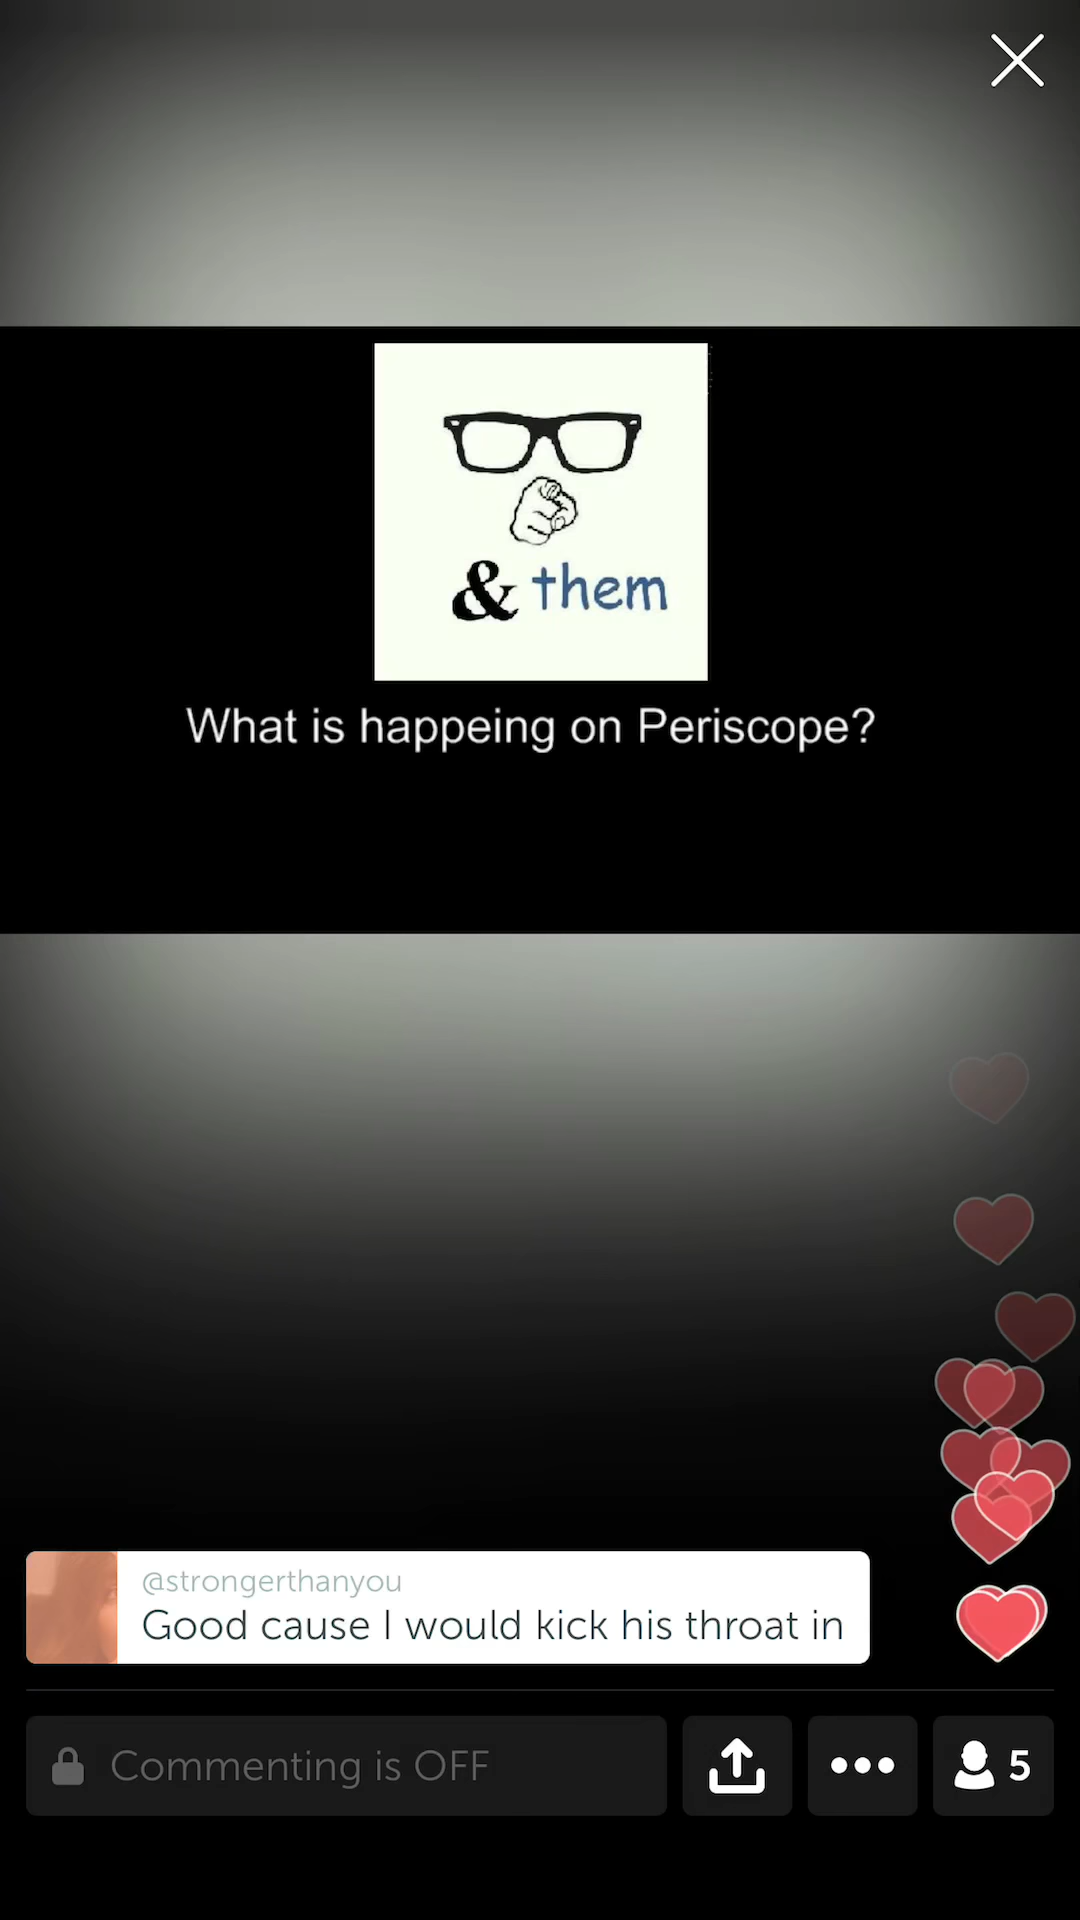 & them
What is happeing on Periscope?
@strongerthanyou
Good cause I would kick his throat in
Commenting is OFF
5